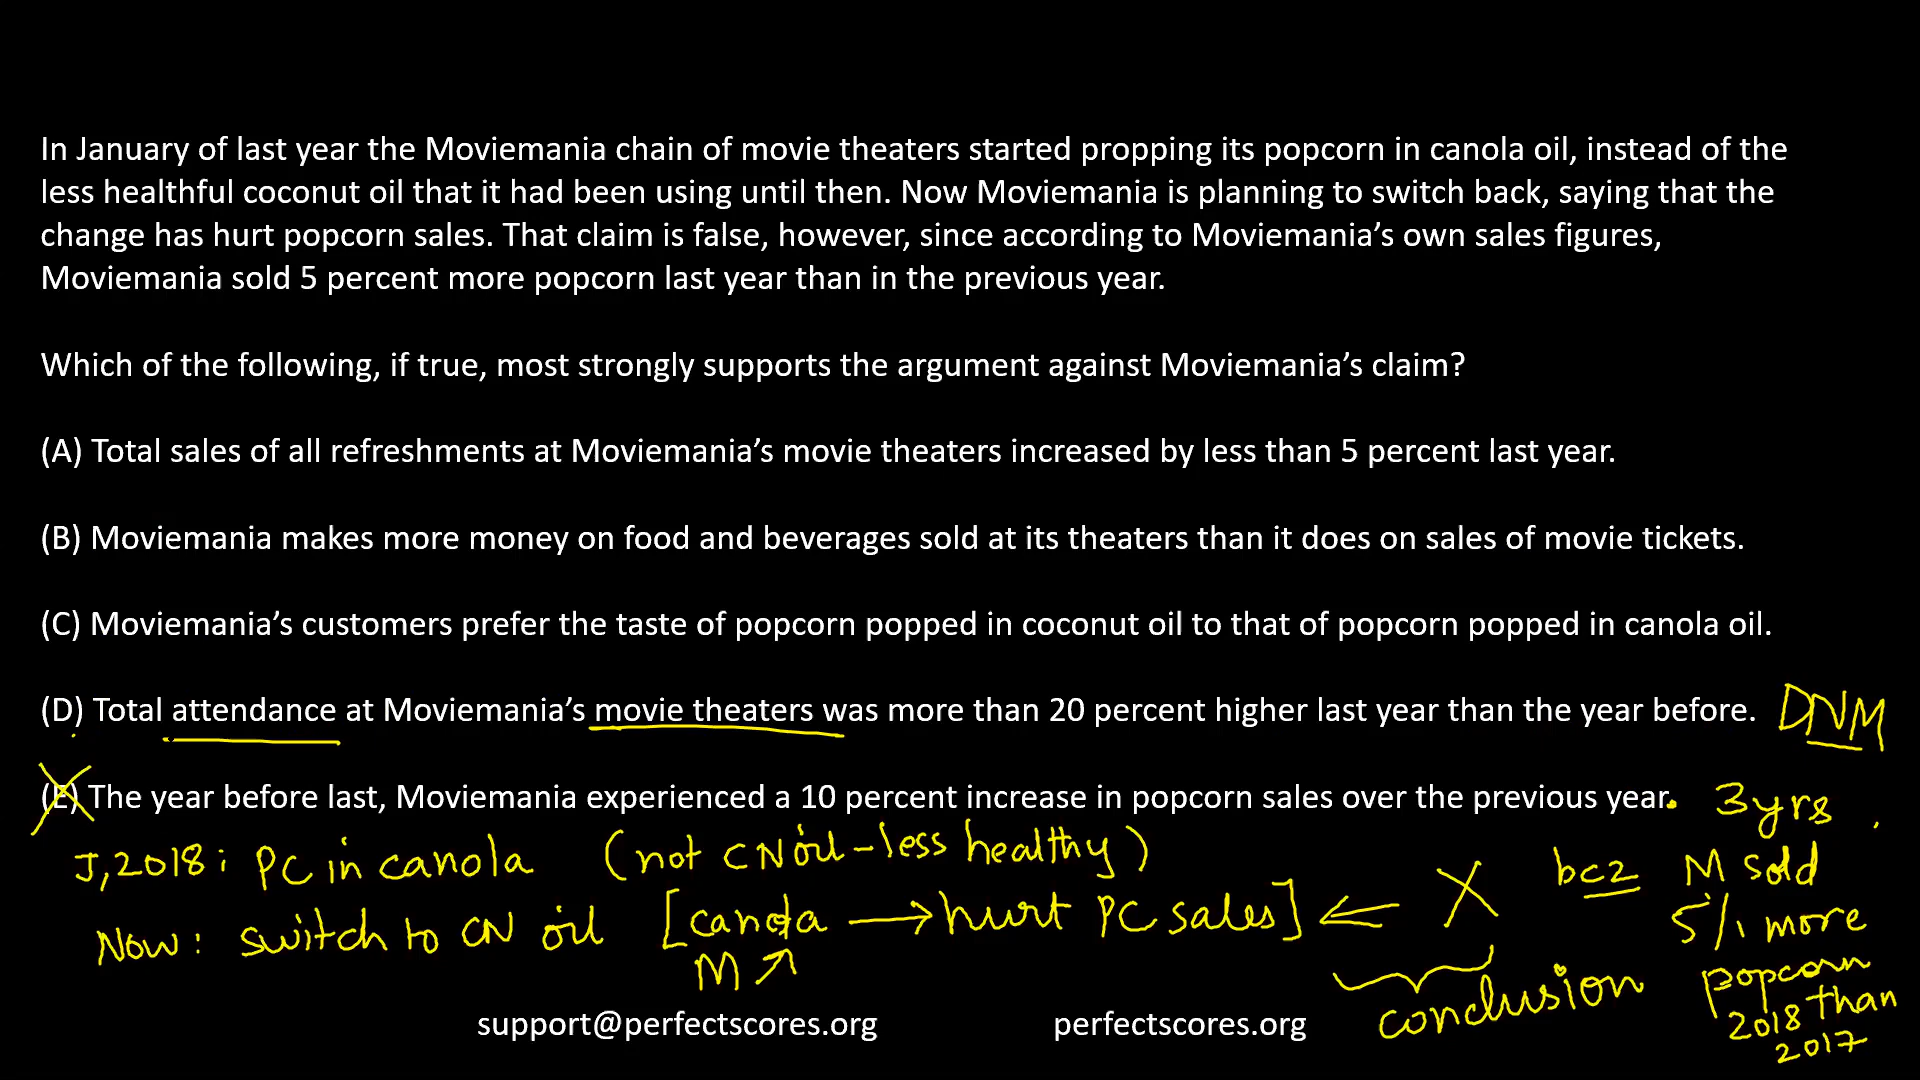 In January of last year the Moviemania chain of movie theaters started propping its popcorn in canola oil, instead of the
less healthful coconut oil that it had been using until then. Now Moviemania is planning to switch back, saying that the
change has hurt popcorn sales. That claim is false, however, since according to Moviemania’s own sales figures,
Moviemania sold 5 percent more popcorn last year than in the previous year.
Which of the following, if true, most strongly supports the argument against Moviemania’s claim?
(A) Total sales of all refreshments at Moviemania’s movie theaters increased by less than 5 percent last year.
(B) Moviemania makes more money on food and beverages sold at its theaters than it does on sales of movie tickets.
(C) Moviemania’s customers prefer the taste of popcorn popped in coconut oil to that of popcorn popped in canola oil.
(D) Total attendance at Moviemania’s movie theaters was more than 20 percent higher last year than the year before. DNM
(E) The year before last, Moviemania experienced a 10 percent increase in popcorn sales over the previous year. 3 yrs
J, 2018: PC in canola (not CN oil - less healthy)
Now: switch to CN oil [canola → hurt PC sales] ← X
M ↗
conclusion
bcz M sold
5% more
popcorn
2018 than
2017
support@perfectscores.org perfectscores.org